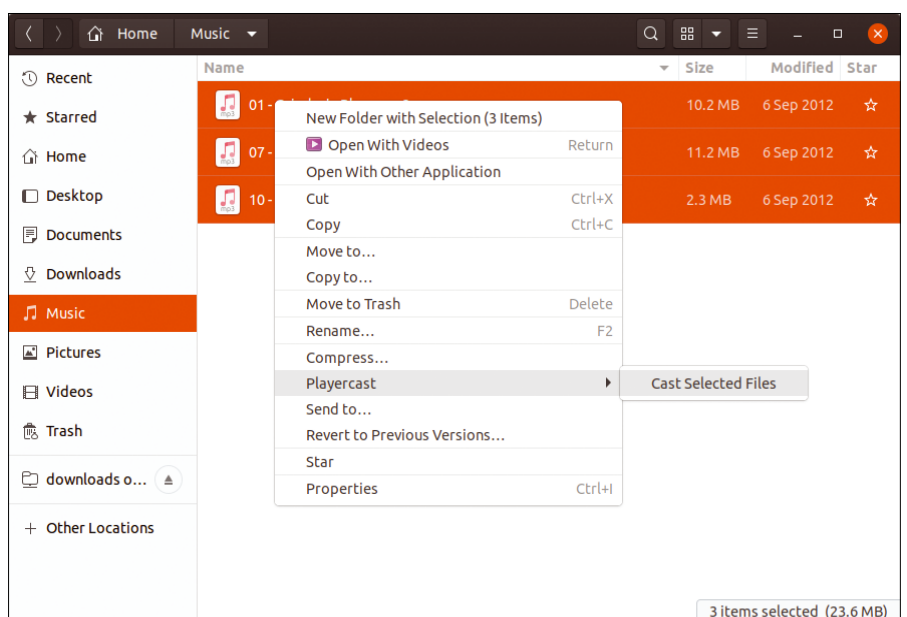 Home Music
Name Size Modified Star
Recent
Starred
Home
Desktop
Documents
Downloads
Music
Pictures
Videos
Trash
downloads o...
Other Locations
mp3 01 - 10.2 MB 6 Sep 2012
mp3 07 - 11.2 MB 6 Sep 2012
mp3 10 - 2.3 MB 6 Sep 2012
New Folder with Selection (3 Items)
Open With Videos Return
Open With Other Application
Cut Ctrl+X
Copy Ctrl+C
Move to…
Copy to…
Move to Trash Delete
Rename… F2
Compress…
Playercast
Send to…
Revert to Previous Versions…
Star
Properties Ctrl+I
Cast Selected Files
3 items selected (23.6 MB)